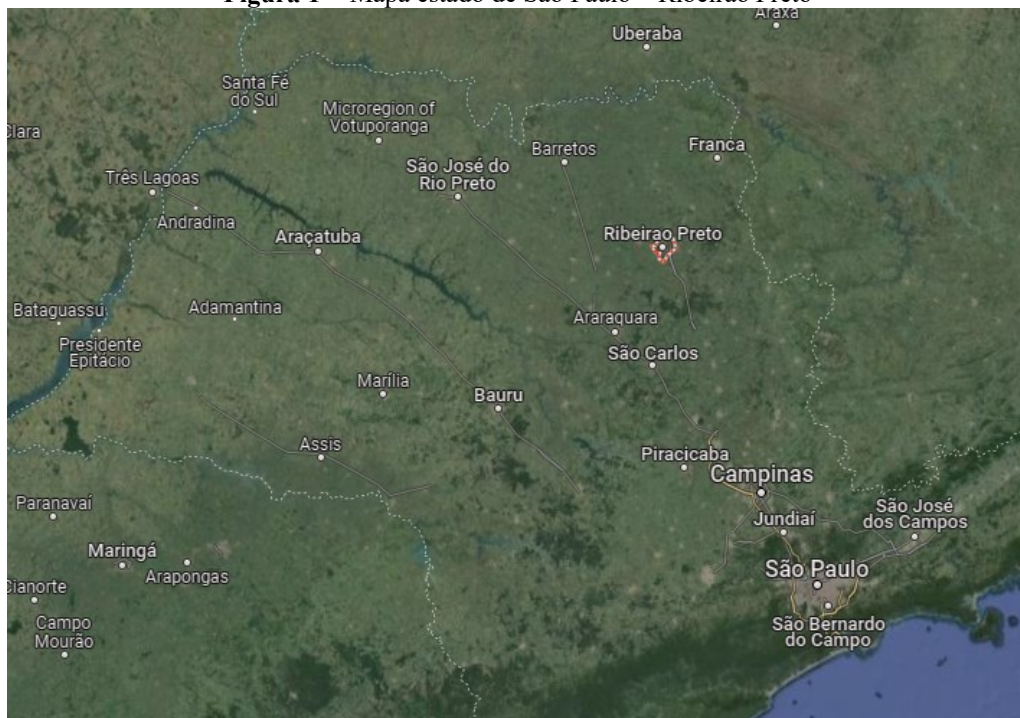 Figura 1 – Mapa estado de São Paulo – Ribeirão Preto
Araxá
Uberaba
Santa Fé
do Sul
Microregion of
Votuporanga
Clara
Barretos
Franca
São José do
Rio Preto
Três Lagoas
Andradina
Ribeirao Preto
Araçatuba
Adamantina
Bataguassu
Araraquara
Presidente
Epitácio
São Carlos
Marília
Bauru
Assis
Piracicaba
Campinas
Paranavaí
São José
dos Campos
Jundiaí
Maringá
Arapongas
São Paulo
Cianorte
Campo
Mourão
São Bernardo
do Campo